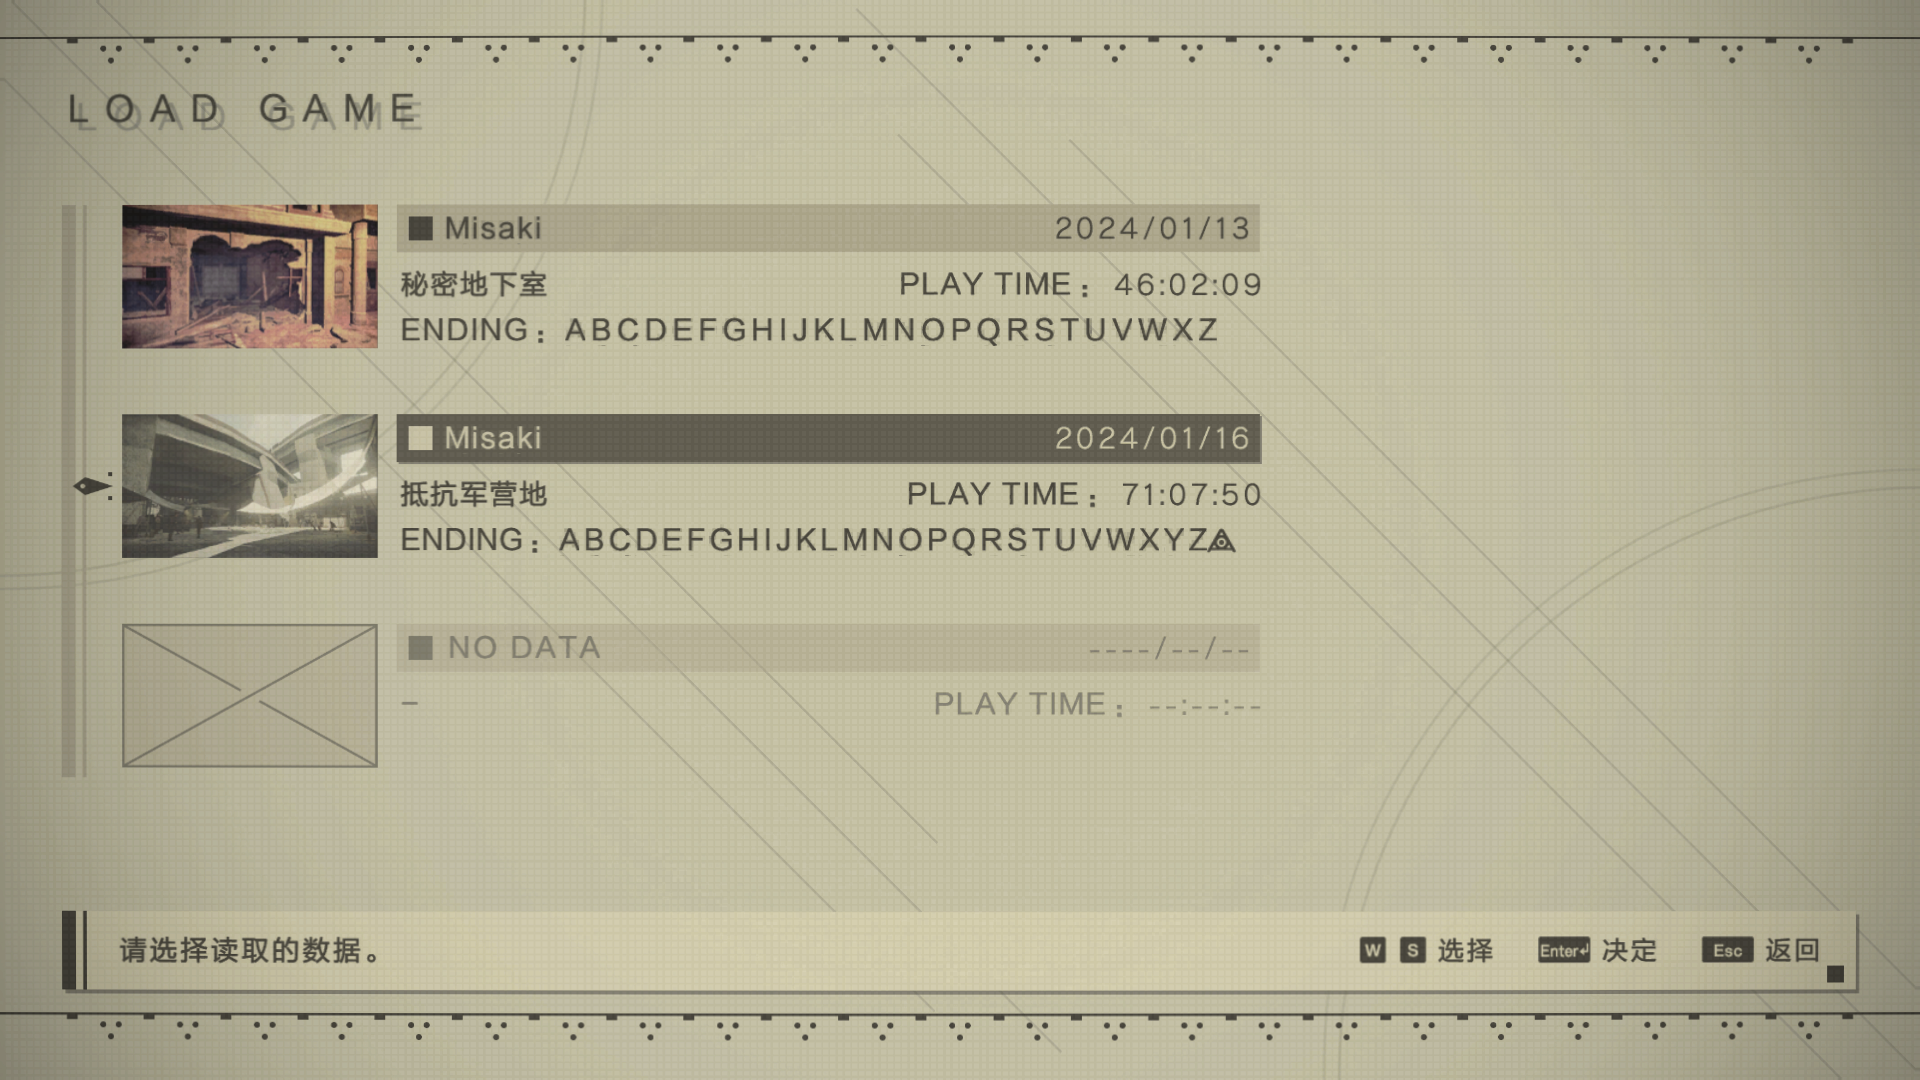 LOAD GAME
Misaki 2024/01/13
秘密地下室 PLAY TIME： 46:02:09
ENDING：ABCDEFGHIJKLMNOPQRSTUVWXZ
Misaki 2024/01/16
抵抗军营地 PLAY TIME： 71:07:50
ENDING：ABCDEFGHIJKLMNOPQRSTUVWXYZ
NO DATA ----/--/--
– PLAY TIME： --:--:--
请选择读取的数据。 W S 选择 Enter↵ 决定 Esc 返回